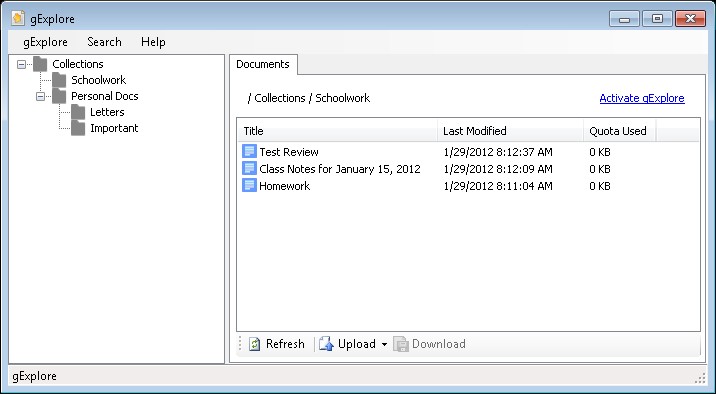 gExplore
gExplore Search Help
Collections
Schoolwork
Personal Docs
Letters
Important
Documents
/ Collections / Schoolwork Activate gExplore
Title Last Modified Quota Used
Test Review 1/29/2012 8:12:37 AM 0 KB
Class Notes for January 15, 2012 1/29/2012 8:12:09 AM 0 KB
Homework 1/29/2012 8:11:04 AM 0 KB
Refresh Upload Download
gExplore